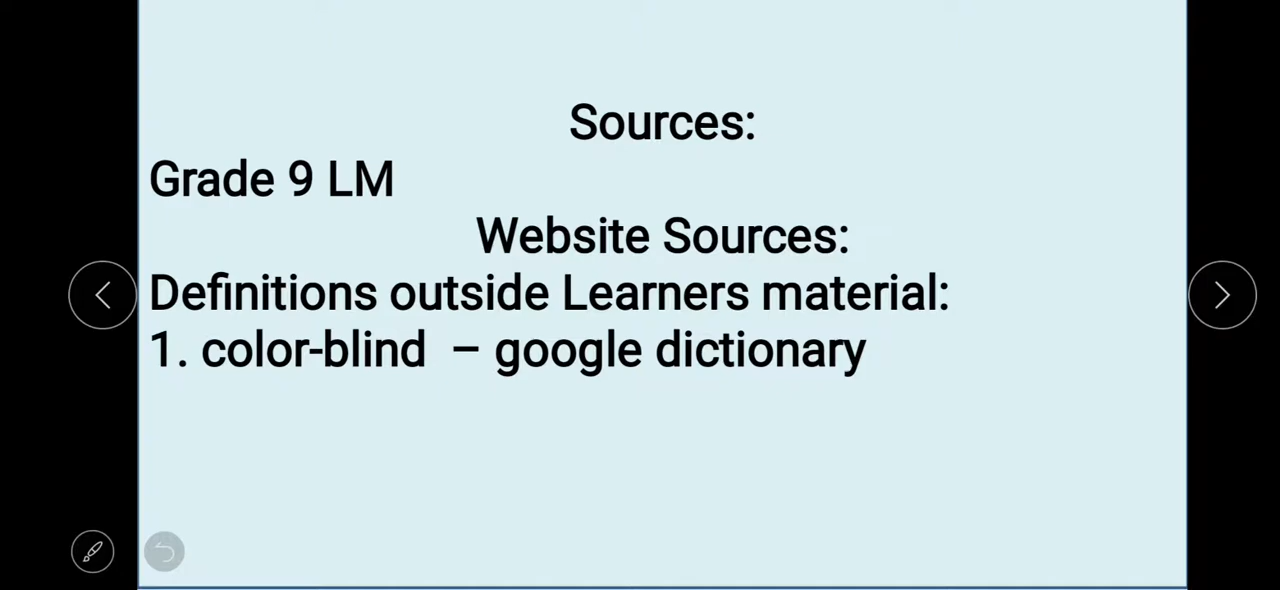 Sources:
Grade 9 LM
Website Sources:
Definitions outside Learners material:
1. color-blind – google dictionary